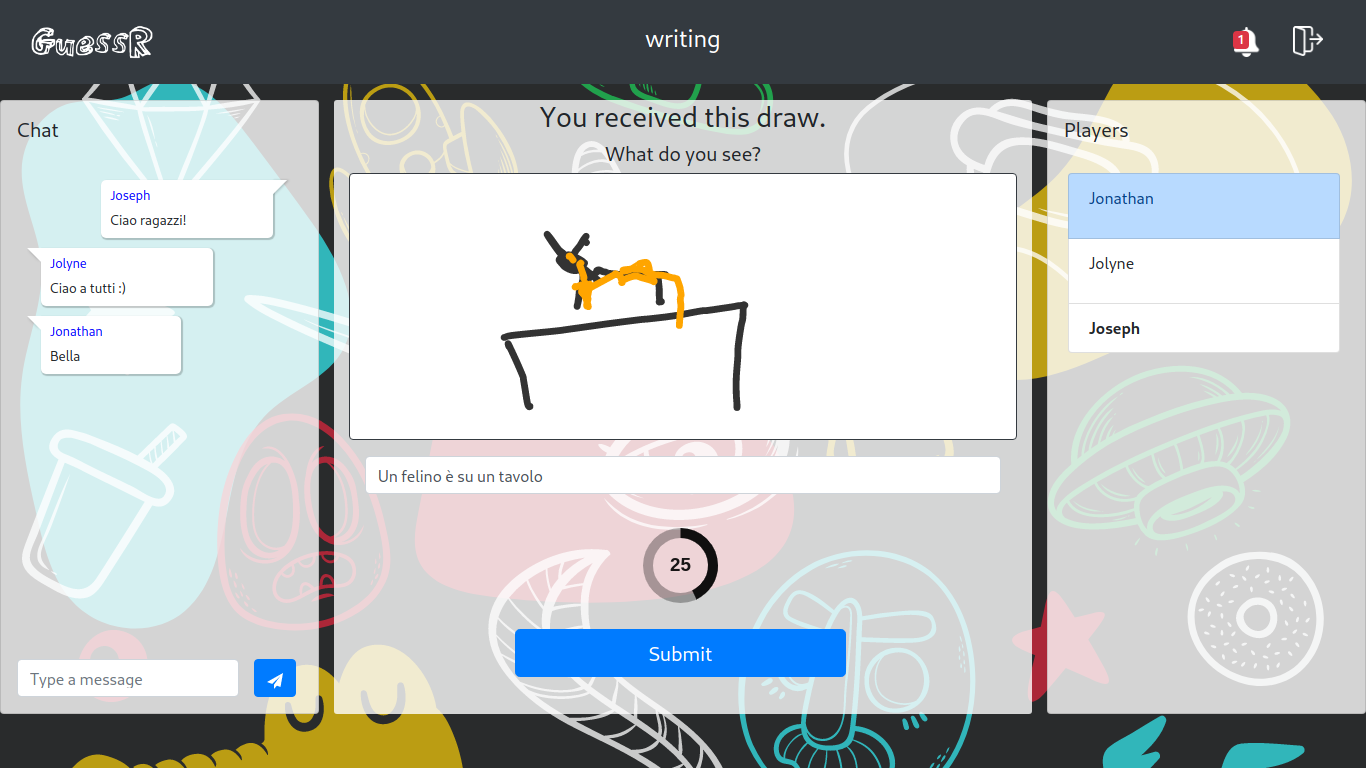 GuessR
writing
1
Chat
Joseph
Ciao ragazzi!
Jolyne
Ciao a tutti :)
Jonathan
Bella
Type a message
You received this draw.
What do you see?
Un felino è su un tavolo
25
Submit
Players
Jonathan
Jolyne
Joseph